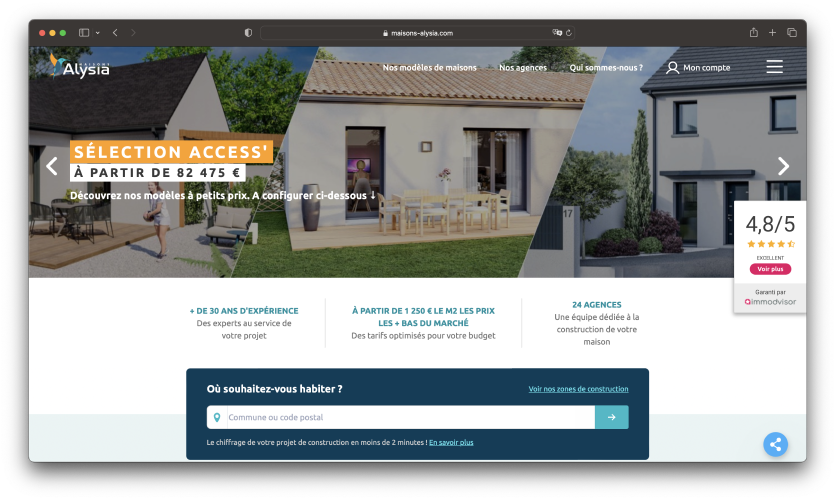 maisons-alysia.com
MAISONS
Alysia
Nos modèles de maisons
Nos agences
Qui sommes-nous ?
Mon compte
SÉLECTION ACCESS'
À PARTIR DE 82 475 €
Découvrez nos modèles à petits prix. A configurer ci-dessous ↓
17
4,8/5
EXCELLENT
Voir plus
Garanti par
immodvisor
+ DE 30 ANS D'EXPÉRIENCE
Des experts au service de
votre projet
À PARTIR DE 1 250 € LE M2 LES PRIX
LES + BAS DU MARCHÉ
Des tarifs optimisés pour votre budget
24 AGENCES
Une équipe dédiée à la
construction de votre
maison
Où souhaitez-vous habiter ?
Voir nos zones de construction
Commune ou code postal
Le chiffrage de votre projet de construction en moins de 2 minutes ! En savoir plus